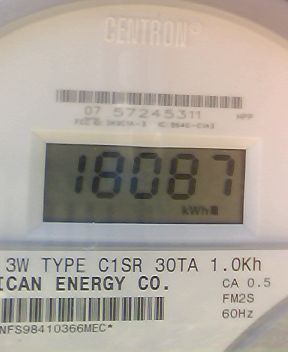 CENTRON®
07 57245311
18087
kWh
3W TYPE C1SR 30TA 1.0Kh
ICAN ENERGY CO. CA 0.5
FM2S
NFS98410366MEC* 60Hz